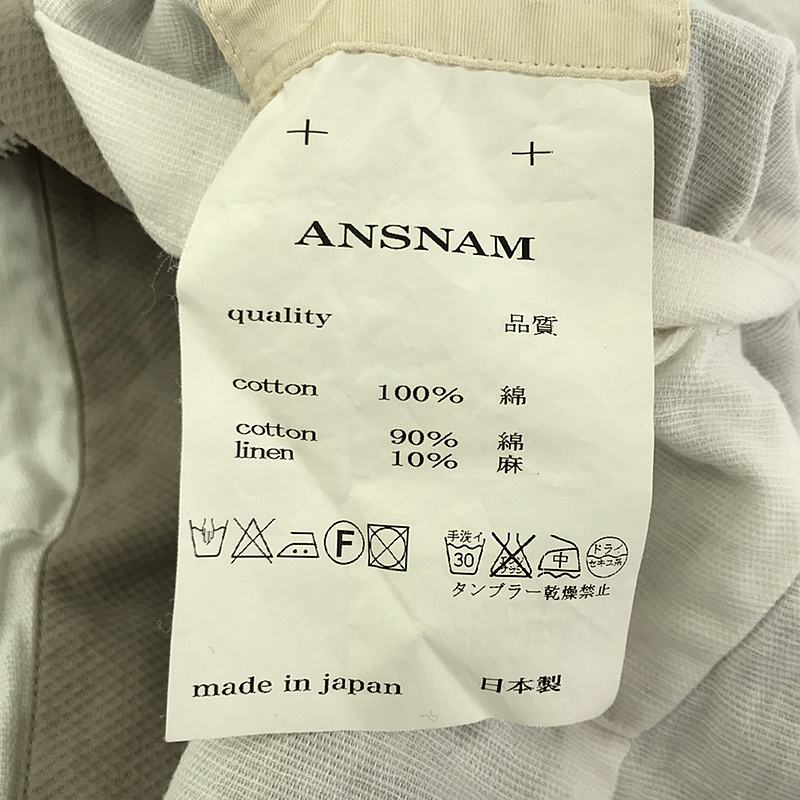 ANSNAM
quality 品質
cotton 100% 綿
cotton 90% 綿
linen 10% 麻
F
手洗イ 30 中 ドライ セキユ系
タンブラー乾燥禁止
made in japan 日本製